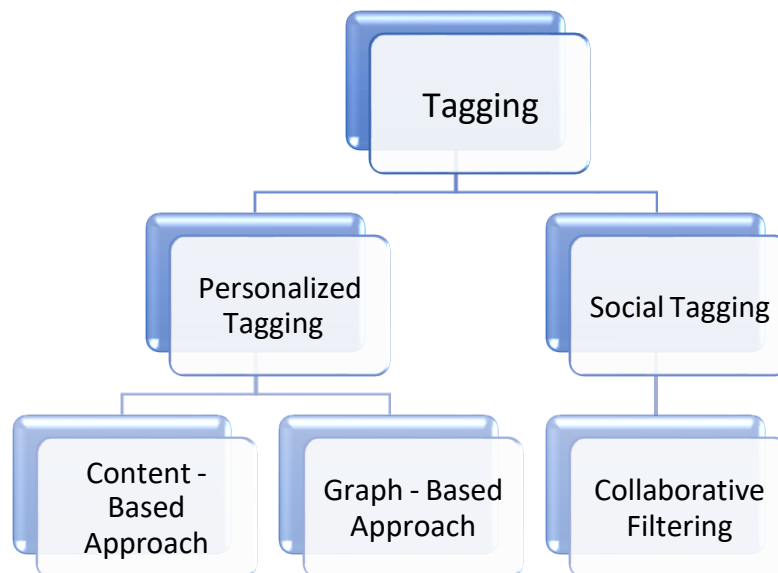 Tagging
Personalized
Tagging
Social Tagging
Content -
Based
Approach
Graph - Based
Approach
Collaborative
Filtering